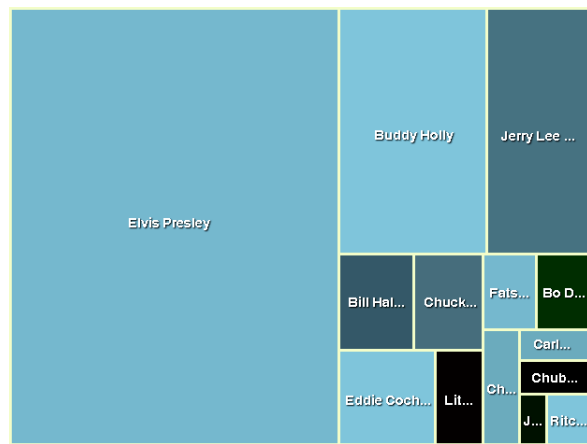 Elvis Presley
Buddy Holly
Jerry Lee ...
Bill Hal...
Chuck...
Fats...
Bo D...
Eddie Coch...
Lit...
Ch...
Carl...
Chub...
J...
Ritc...